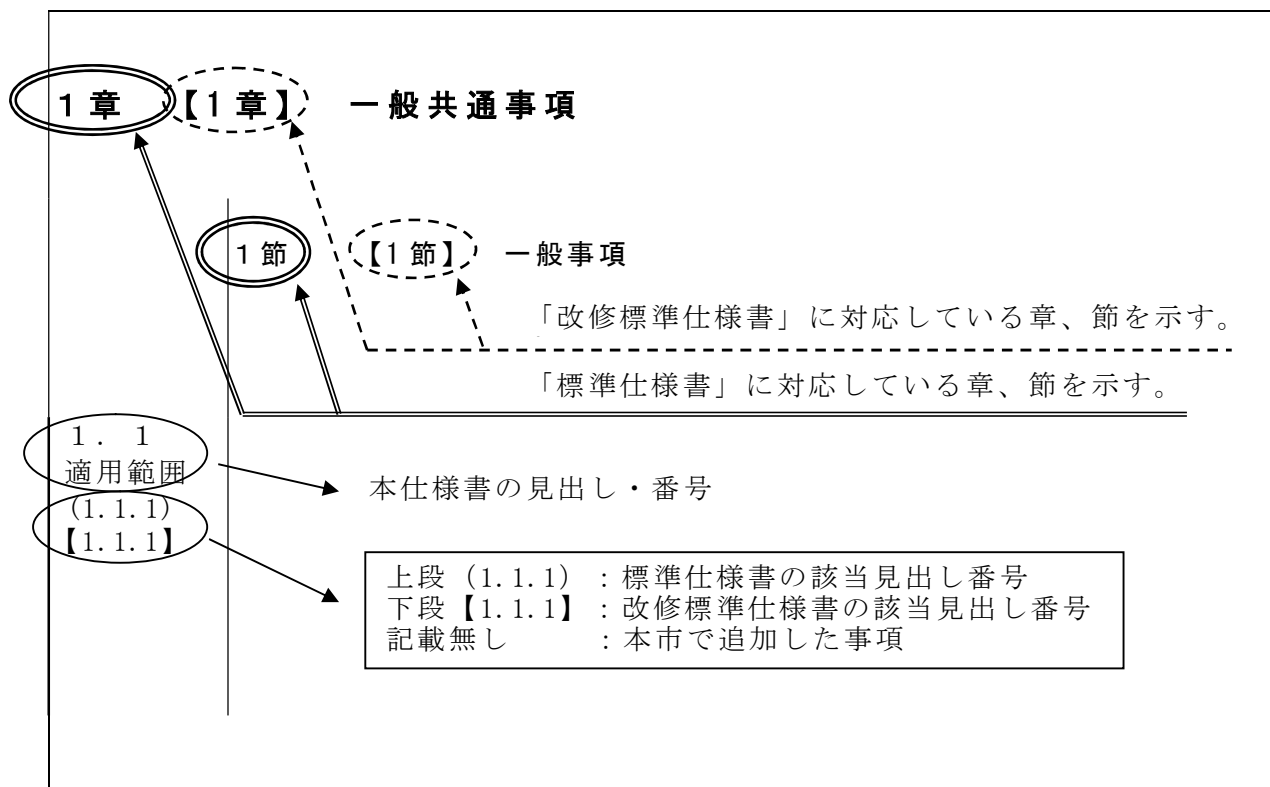 1章 【1章】 一般共通事項
1節 【1節】 一般事項
「改修標準仕様書」に対応している章、節を示す。
「標準仕様書」に対応している章、節を示す。
1．1
適用範囲
本仕様書の見出し・番号
(1.1.1)
【1.1.1】
上段（1.1.1）：標準仕様書の該当見出し番号
下段【1.1.1】：改修標準仕様書の該当見出し番号
記載無し　　：本市で追加した事項